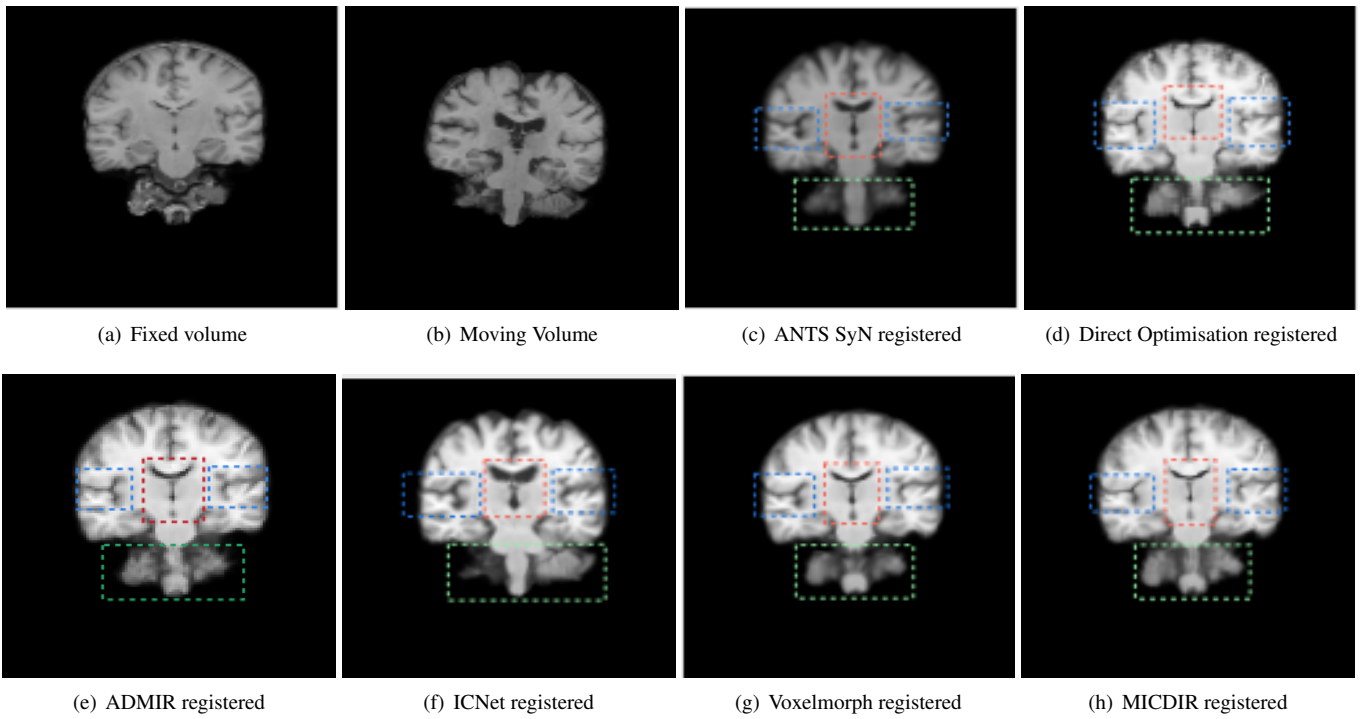 (a) Fixed volume
(b) Moving Volume
(c) ANTS SyN registered
(d) Direct Optimisation registered
(e) ADMIR registered
(f) ICNet registered
(g) Voxelmorph registered
(h) MICDIR registered